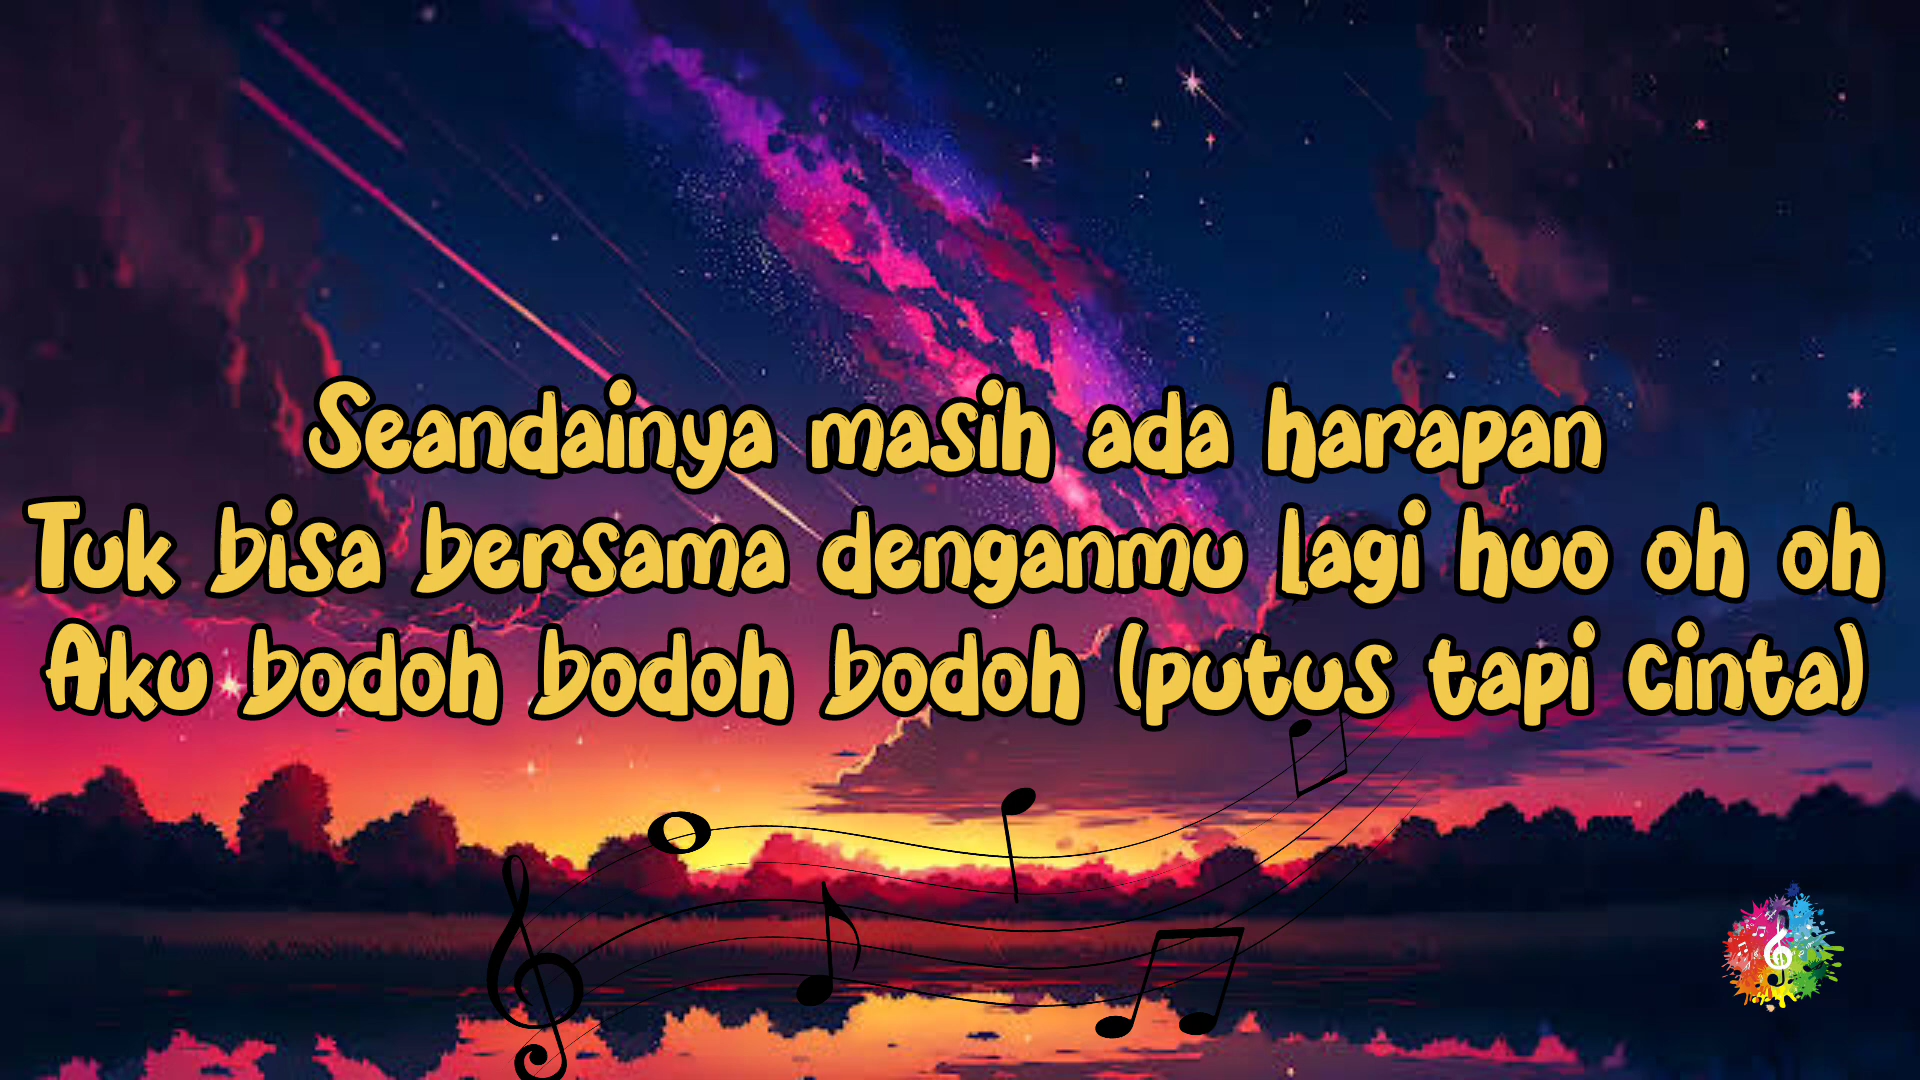 Seandainya masih ada harapan
Tuk bisa bersama denganmu lagi huo oh oh
Aku bodoh bodoh bodoh (putus tapi cinta)